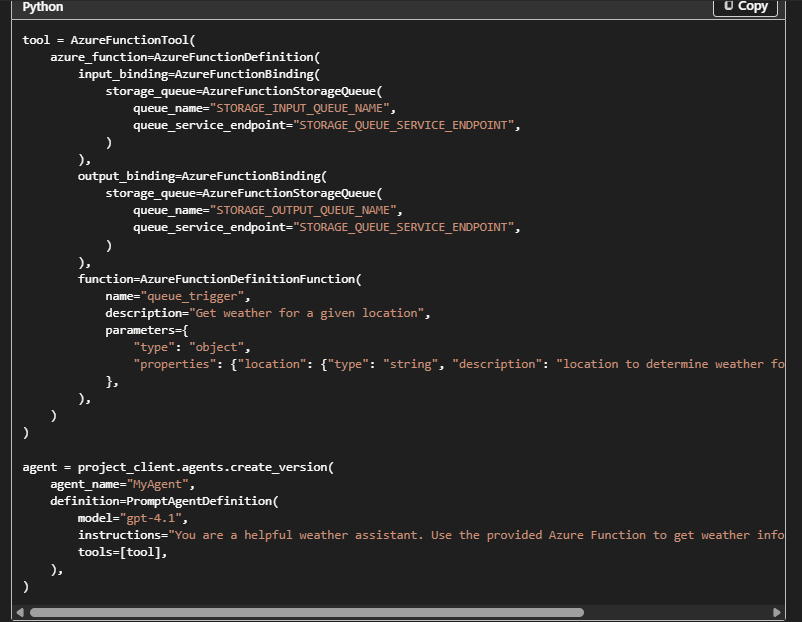 Python
Copy
tool = AzureFunctionTool(
    azure_function=AzureFunctionDefinition(
        input_binding=AzureFunctionBinding(
            storage_queue=AzureFunctionStorageQueue(
                queue_name="STORAGE_INPUT_QUEUE_NAME",
                queue_service_endpoint="STORAGE_QUEUE_SERVICE_ENDPOINT",
            )
        ),
        output_binding=AzureFunctionBinding(
            storage_queue=AzureFunctionStorageQueue(
                queue_name="STORAGE_OUTPUT_QUEUE_NAME",
                queue_service_endpoint="STORAGE_QUEUE_SERVICE_ENDPOINT",
            )
        ),
        function=AzureFunctionDefinitionFunction(
            name="queue_trigger",
            description="Get weather for a given location",
            parameters={
                "type": "object",
                "properties": {"location": {"type": "string", "description": "location to determine weather fo
            },
        ),
    )
)

agent = project_client.agents.create_version(
    agent_name="MyAgent",
    definition=PromptAgentDefinition(
        model="gpt-4.1",
        instructions="You are a helpful weather assistant. Use the provided Azure Function to get weather info
        tools=[tool],
    ),
)